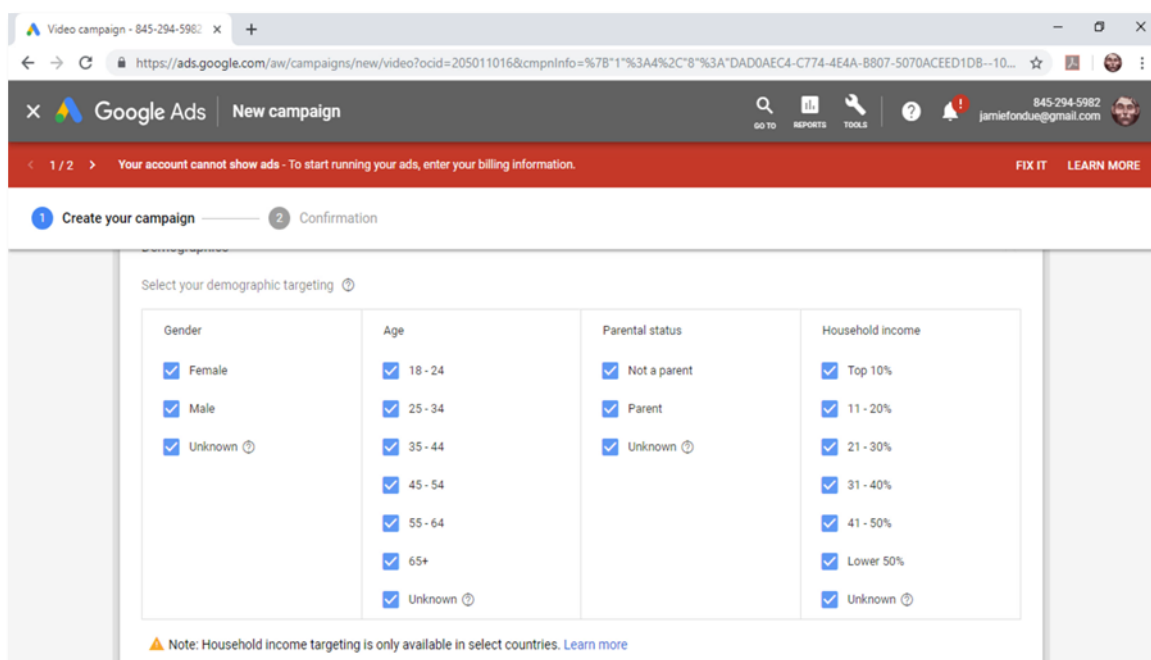 Video campaign - 845-294-5982
https://ads.google.com/aw/campaigns/new/video?ocid=205011016&cmpnInfo=%7B"1"%3A4%2C"8"%3A"DAD0AEC4-C774-4E4A-B807-5070ACEED1DB--10...
Google Ads New campaign
GO TO REPORTS TOOLS
845-294-5982
jamiefondue@gmail.com
1 / 2 Your account cannot show ads - To start running your ads, enter your billing information. FIX IT LEARN MORE
1 Create your campaign 2 Confirmation
Demographics
Select your demographic targeting
Gender Age Parental status Household income
Female 18 - 24 Not a parent Top 10%
Male 25 - 34 Parent 11 - 20%
Unknown 35 - 44 Unknown 21 - 30%
45 - 54 31 - 40%
55 - 64 41 - 50%
65+ Lower 50%
Unknown Unknown
Note: Household income targeting is only available in select countries. Learn more